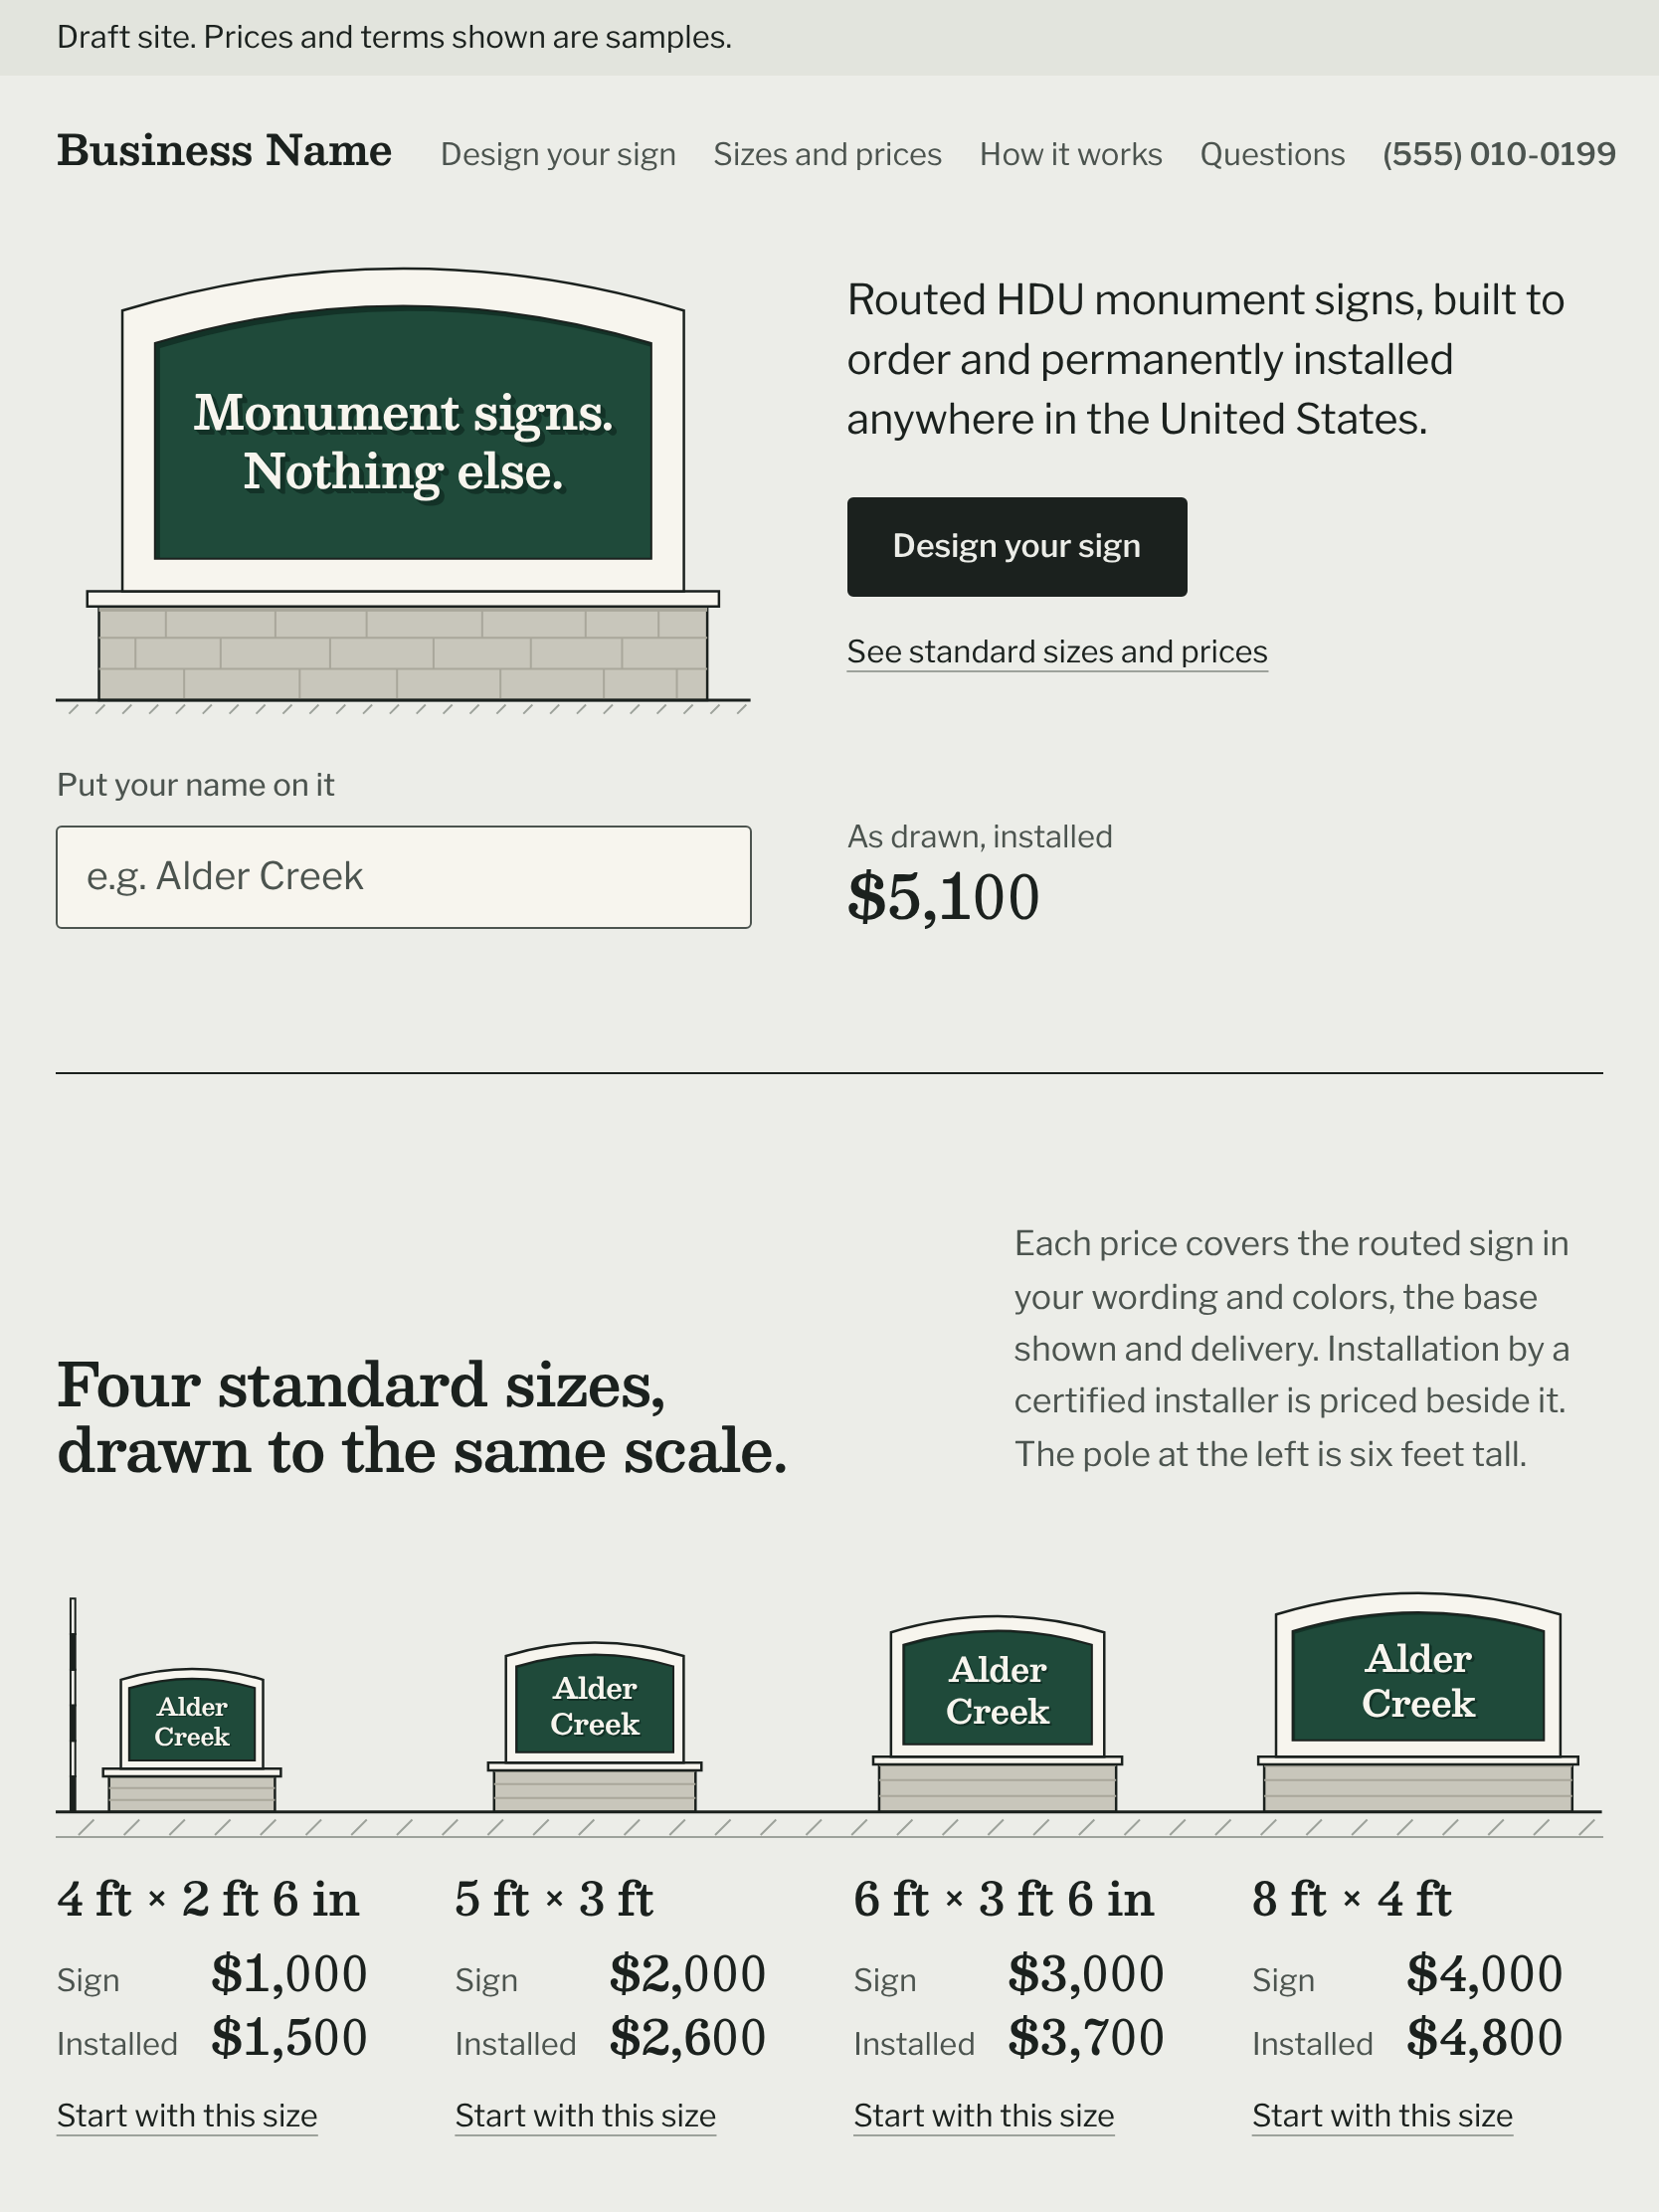 Draft site. Prices and terms shown are samples.
Business Name
Design your sign
Sizes and prices
How it works
Questions
(555) 010-0199
Monument signs.
Nothing else.
Routed HDU monument signs, built to
order and permanently installed
anywhere in the United States.
Design your sign
See standard sizes and prices
Put your name on it
e.g. Alder Creek
As drawn, installed
$5,100
Four standard sizes,
drawn to the same scale.
Each price covers the routed sign in
your wording and colors, the base
shown and delivery. Installation by a
certified installer is priced beside it.
The pole at the left is six feet tall.
Alder
Creek
Alder
Creek
Alder
Creek
Alder
Creek
4 ft × 2 ft 6 in
Sign $1,000
Installed $1,500
Start with this size
5 ft × 3 ft
Sign $2,000
Installed $2,600
Start with this size
6 ft × 3 ft 6 in
Sign $3,000
Installed $3,700
Start with this size
8 ft × 4 ft
Sign $4,000
Installed $4,800
Start with this size